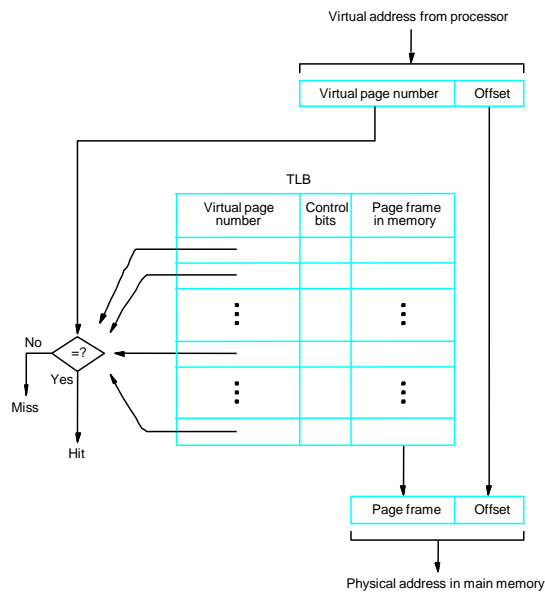 Virtual address from processor
Virtual page number Offset
TLB
Virtual page
number
Control
bits
Page frame
in memory
No
=?
Yes
Miss
Hit
Page frame Offset
Physical address in main memory